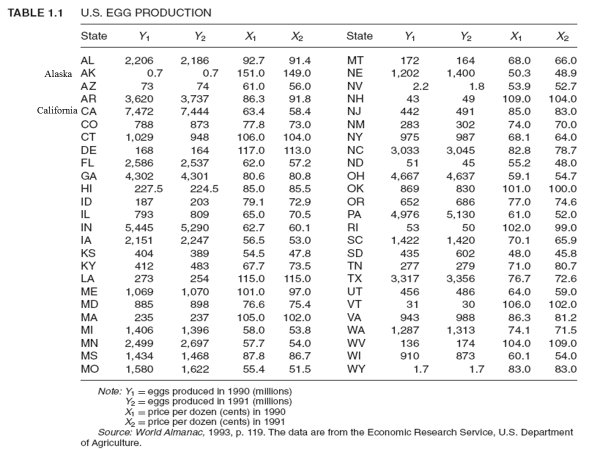 TABLE 1.1 U.S. EGG PRODUCTION
State Y1 Y2 X1 X2 State Y1 Y2 X1 X2
AL 2,206 2,186 92.7 91.4 MT 172 164 68.0 66.0
Alaska AK 0.7 0.7 151.0 149.0 NE 1,202 1,400 50.3 48.9
AZ 73 74 61.0 56.0 NV 2.2 1.8 53.9 52.7
AR 3,620 3,737 86.3 91.8 NH 43 49 109.0 104.0
California CA 7,472 7,444 63.4 58.4 NJ 442 491 85.0 83.0
CO 788 873 77.8 73.0 NM 283 302 74.0 70.0
CT 1,029 948 106.0 104.0 NY 975 987 68.1 64.0
DE 168 164 117.0 113.0 NC 3,033 3,045 82.8 78.7
FL 2,586 2,537 62.0 57.2 ND 51 45 55.2 48.0
GA 4,302 4,301 80.6 80.8 OH 4,667 4,637 59.1 54.7
HI 227.5 224.5 85.0 85.5 OK 869 830 101.0 100.0
ID 187 203 79.1 72.9 OR 652 686 77.0 74.6
IL 793 809 65.0 70.5 PA 4,976 5,130 61.0 52.0
IN 5,445 5,290 62.7 60.1 RI 53 50 102.0 99.0
IA 2,151 2,247 56.5 53.0 SC 1,422 1,420 70.1 65.9
KS 404 389 54.5 47.8 SD 435 602 48.0 45.8
KY 412 483 67.7 73.5 TN 277 279 71.0 80.7
LA 273 254 115.0 115.0 TX 3,317 3,356 76.7 72.6
ME 1,069 1,070 101.0 97.0 UT 456 486 64.0 59.0
MD 885 898 76.6 75.4 VT 31 30 106.0 102.0
MA 235 237 105.0 102.0 VA 943 988 86.3 81.2
MI 1,406 1,396 58.0 53.8 WA 1,287 1,313 74.1 71.5
MN 2,499 2,697 57.7 54.0 WV 136 174 104.0 109.0
MS 1,434 1,468 87.8 86.7 WI 910 873 60.1 54.0
MO 1,580 1,622 55.4 51.5 WY 1.7 1.7 83.0 83.0
Note: Y1 = eggs produced in 1990 (millions)
Y2 = eggs produced in 1991 (millions)
X1 = price per dozen (cents) in 1990
X2 = price per dozen (cents) in 1991
Source: World Almanac, 1993, p. 119. The data are from the Economic Research Service, U.S. Department
of Agriculture.